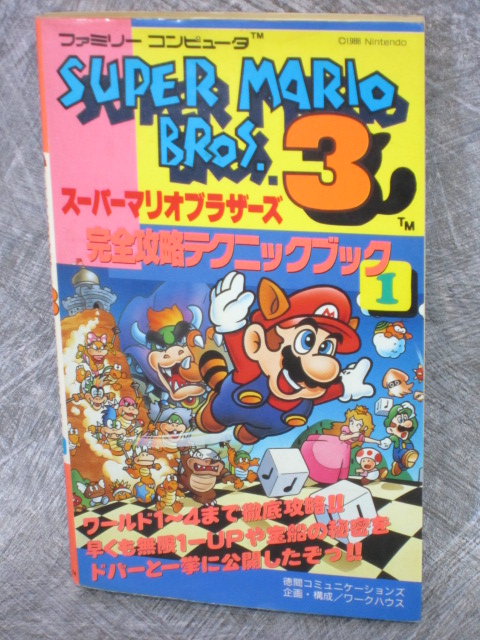 ファミリー コンピュータ™
©1988 Nintendo
SUPER MARIO
BROS. 3™
スーパーマリオブラザーズ
完全攻略テクニックブック
1
ワールド1〜4まで徹底攻略!!
早くも無限1-UPや宝船の秘密を
ドバーと一挙に公開したぞっ!!
徳間コミュニケーションズ
企画・構成/ワークハウス